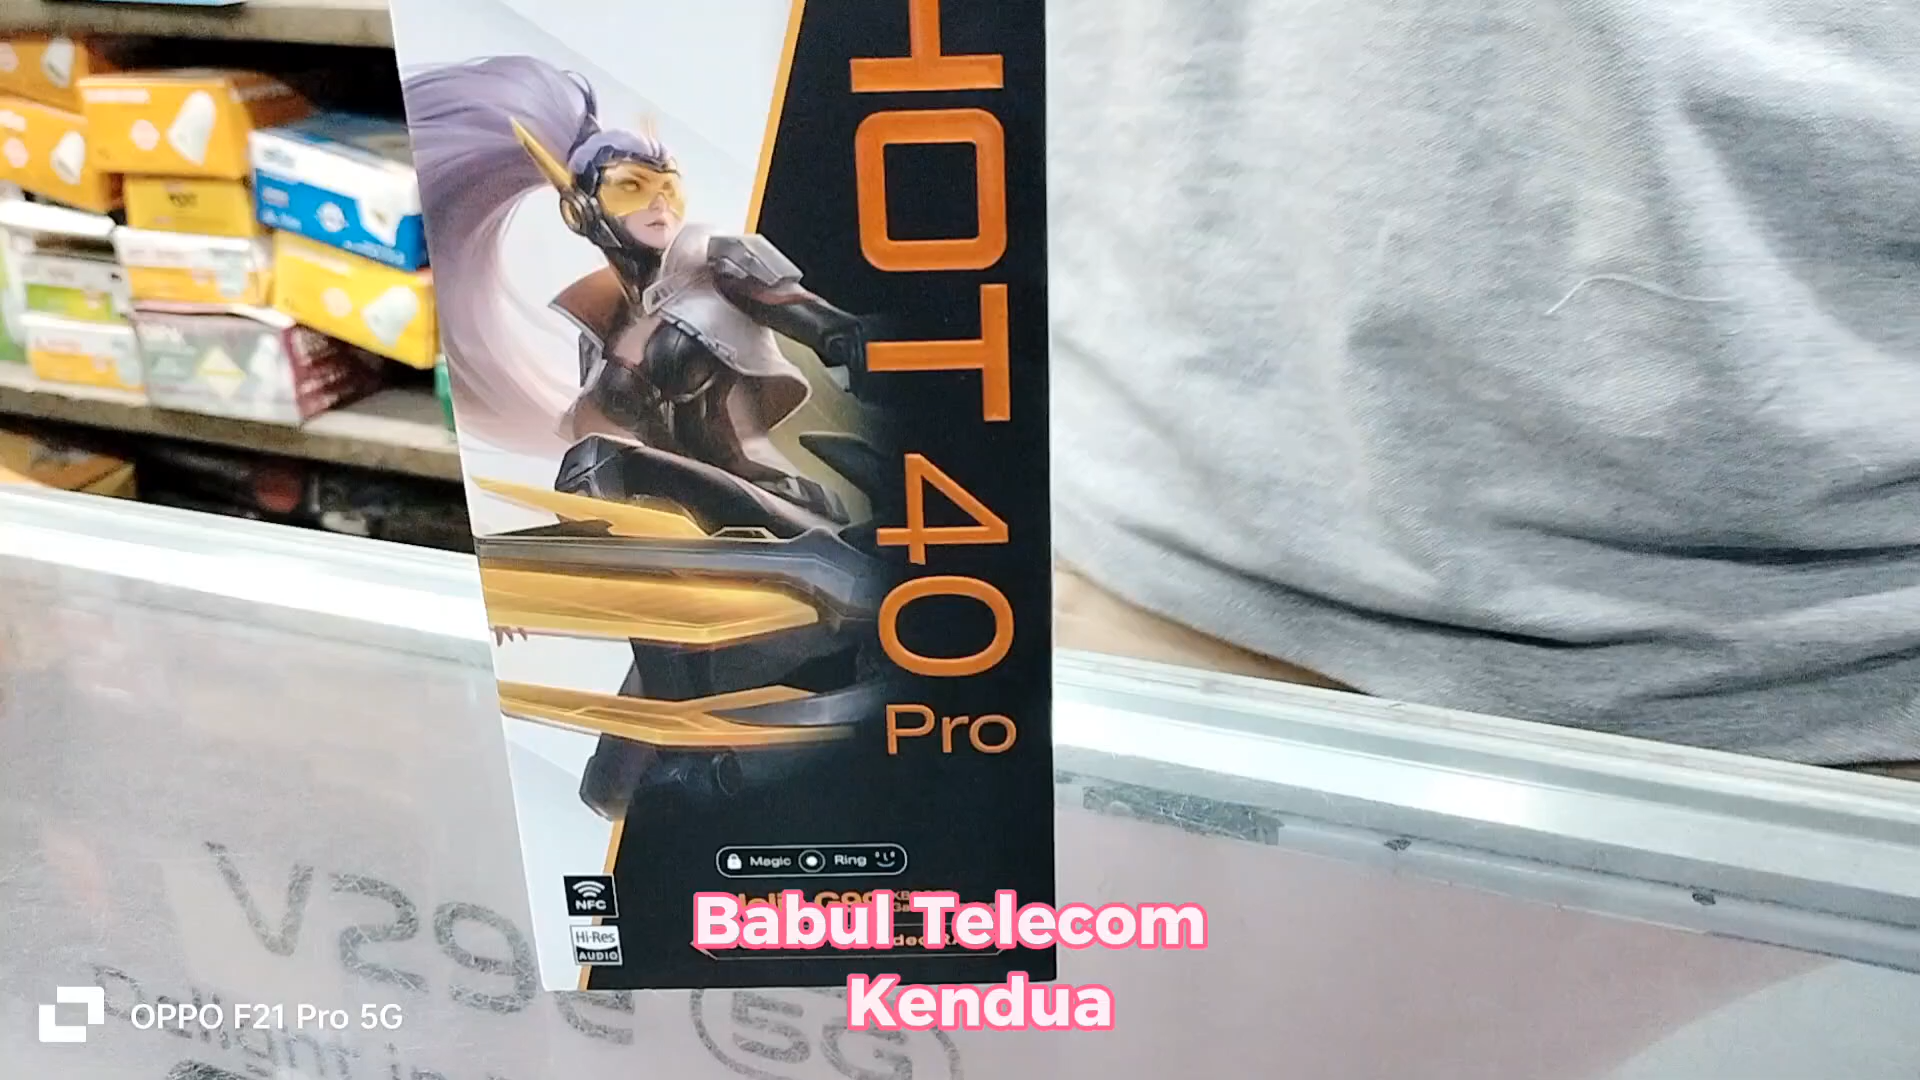 HOT 40
Pro
Magic Ring
NFC
Hi-Res
AUDIO
Babul Telecom
Kendua
V29e
5G
OPPO F21 Pro 5G